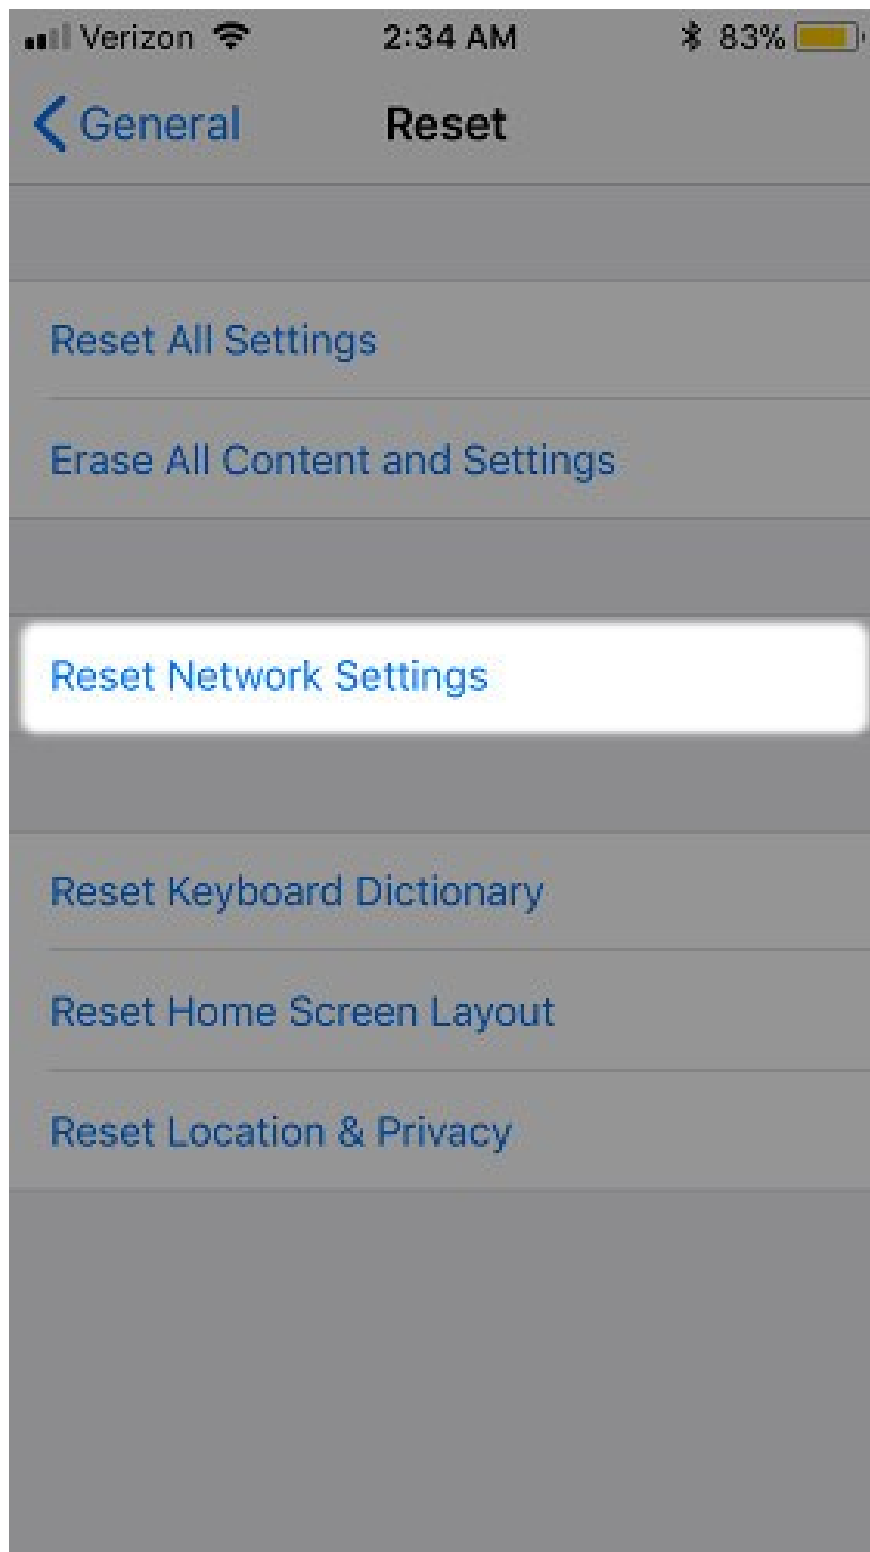 Verizon 2:34 AM 83%
General Reset
Reset All Settings
Erase All Content and Settings
Reset Network Settings
Reset Keyboard Dictionary
Reset Home Screen Layout
Reset Location & Privacy